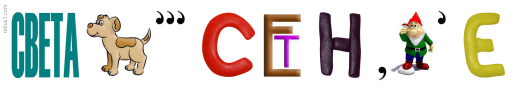 СВЕТА ’’’ С Е Т Н , ’ Е